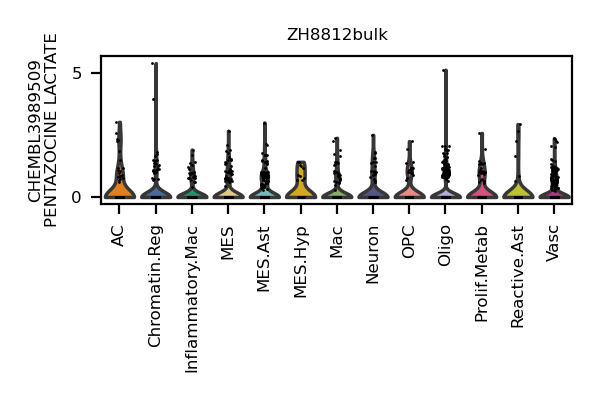 ZH8812bulk
CHEMBL3989509
PENTAZOCINE LACTATE
5
0
AC
Chromatin.Reg
Inflammatory.Mac
MES
MES.Ast
MES.Hyp
Mac
Neuron
OPC
Oligo
Prolif.Metab
Reactive.Ast
Vasc